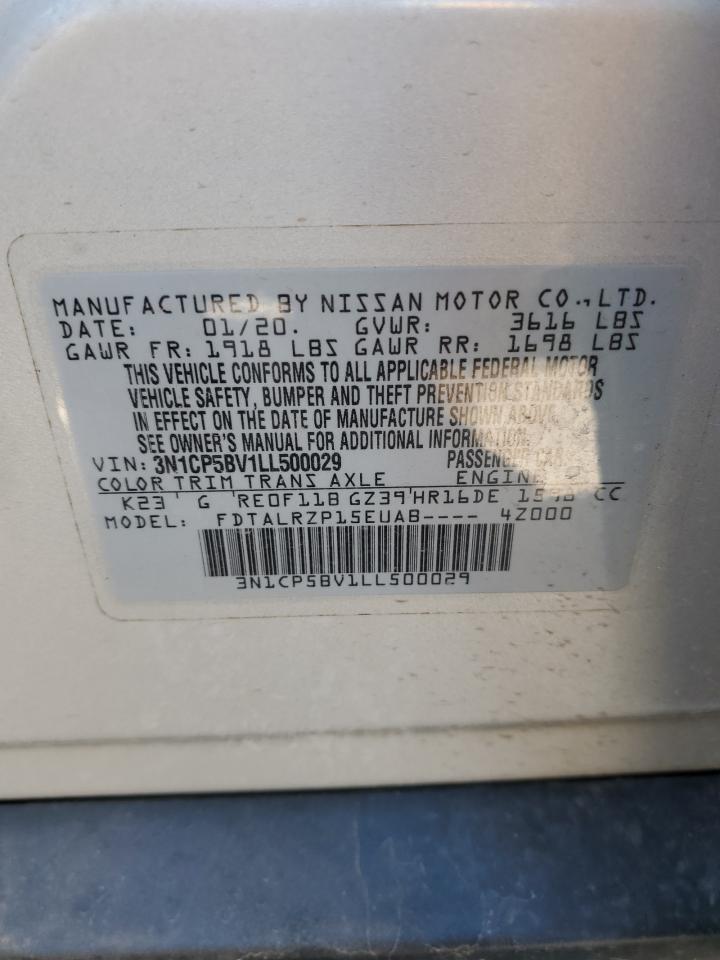 MANUFACTURED BY NISSAN MOTOR CO., LTD.
DATE: 01/20. GVWR: 3616 LBS
GAWR FR: 1918 LBS GAWR RR: 1698 LBS
THIS VEHICLE CONFORMS TO ALL APPLICABLE FEDERAL MOTOR
VEHICLE SAFETY, BUMPER AND THEFT PREVENTION STANDARDS
IN EFFECT ON THE DATE OF MANUFACTURE SHOWN ABOVE.
SEE OWNER'S MANUAL FOR ADDITIONAL INFORMATION.
VIN: 3N1CP5BV1LL500029 PASSENGER CAR
COLOR TRIM TRANS AXLE ENGINE
K23 G RE0F11B GZ39 HR16DE CC
MODEL: FDTALRZP15EUAB---- 4Z000
3N1CP5BV1LL500029